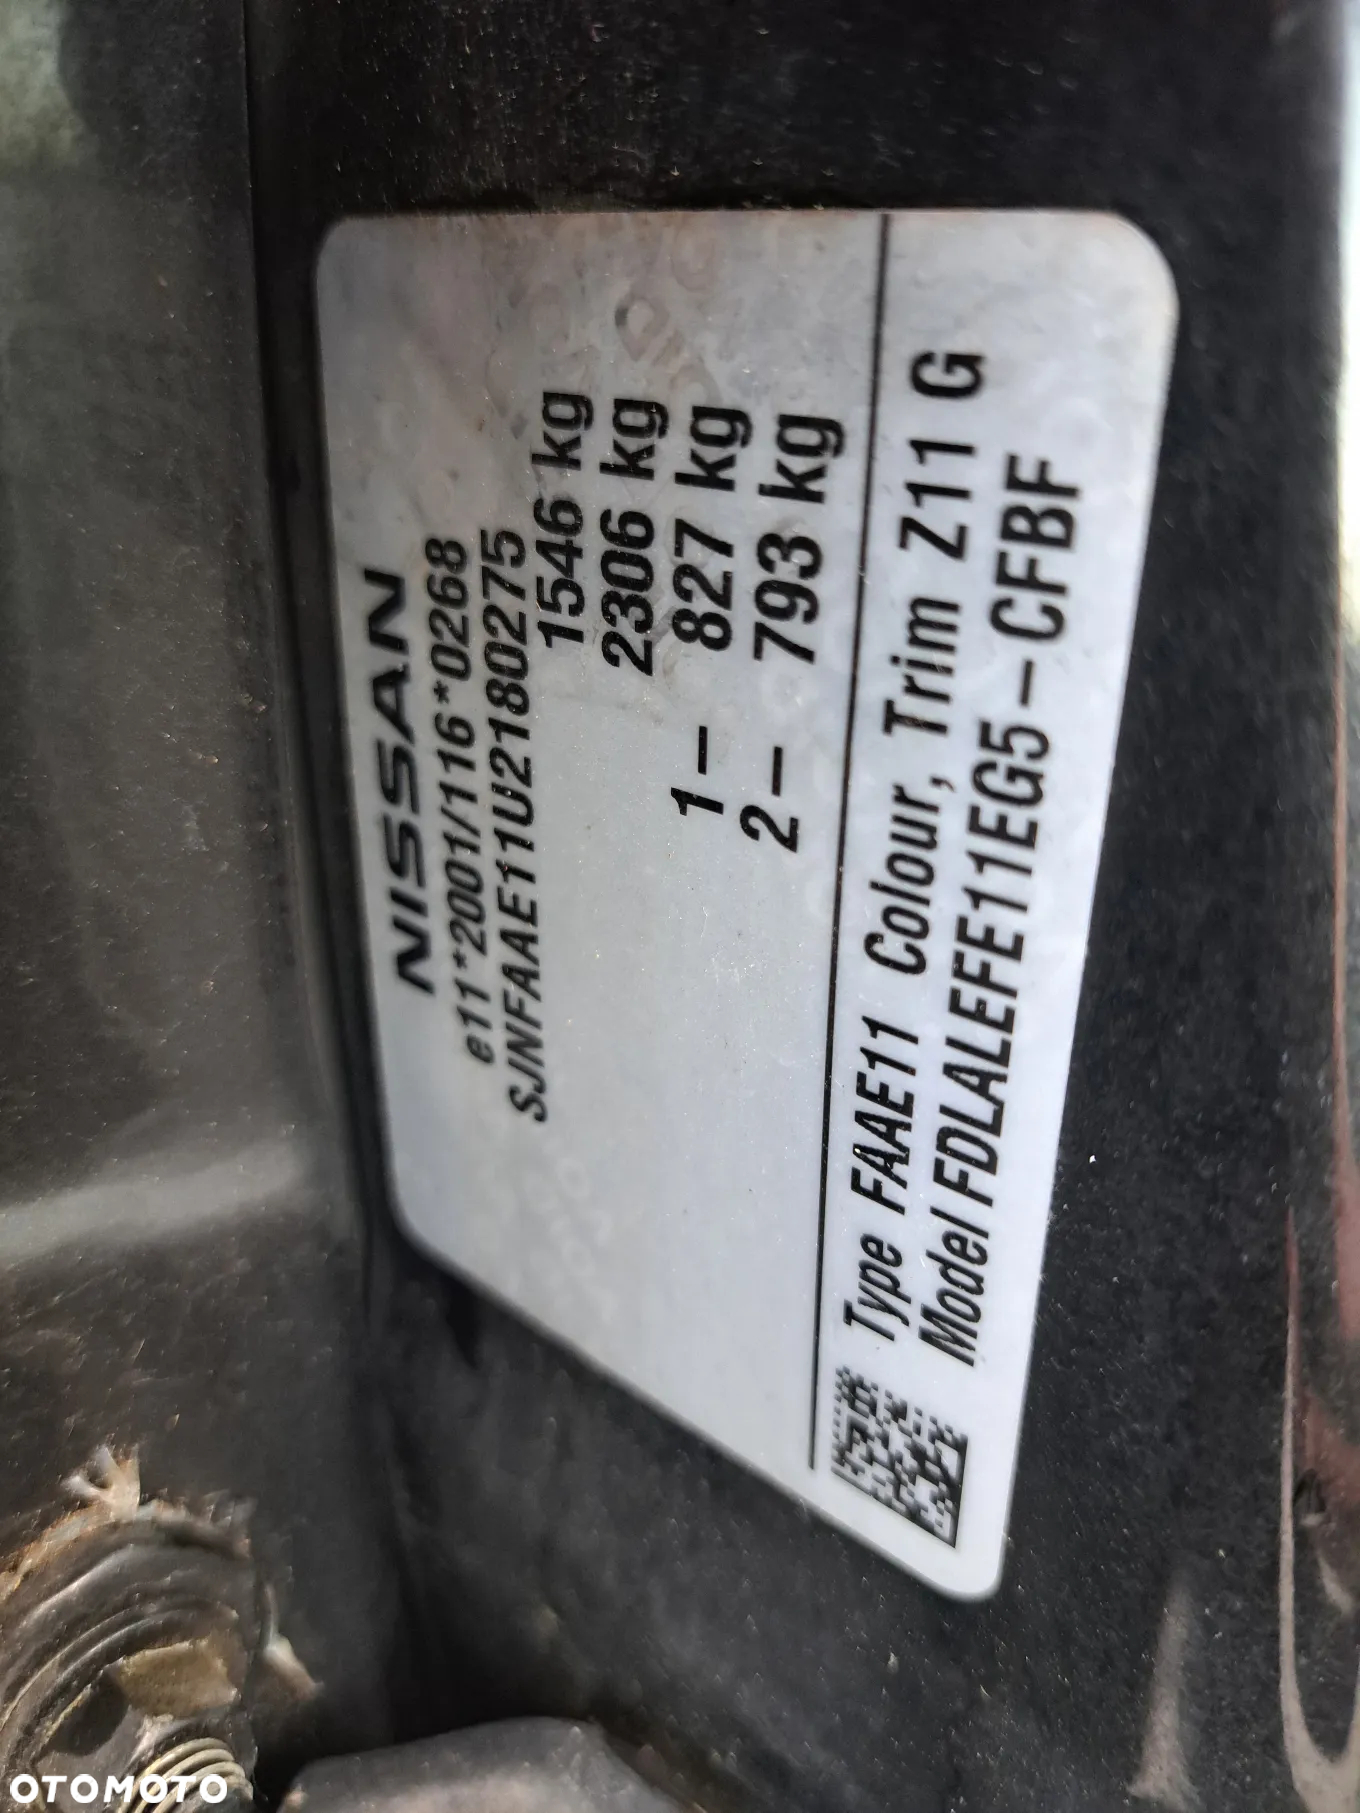 NISSAN
e11*2001/116*0268
SJNFAAE11U2180275
1546 kg
2306 kg
1– 827 kg
2– 793 kg
Type FAAE11 Colour, Trim Z11 G
Model FDLALEFE11EG5–CFBF
OTOMOTO